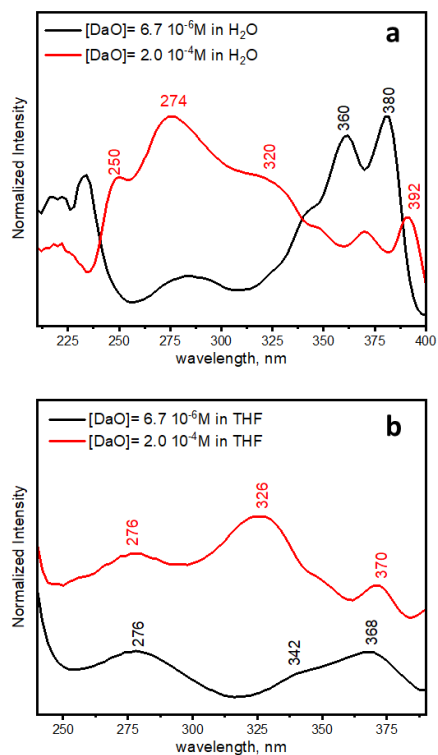 [DaO]= 6.7 10⁻⁶M in H₂O
[DaO]= 2.0 10⁻⁴M in H₂O
a
250
274
320
360
380
392
Normalized Intensity
225 250 275 300 325 350 375 400
wavelength, nm
[DaO]= 6.7 10⁻⁶M in THF
[DaO]= 2.0 10⁻⁴M in THF
b
276
326
370
276
342
368
Normalized Intensity
250 275 300 325 350 375
wavelength, nm